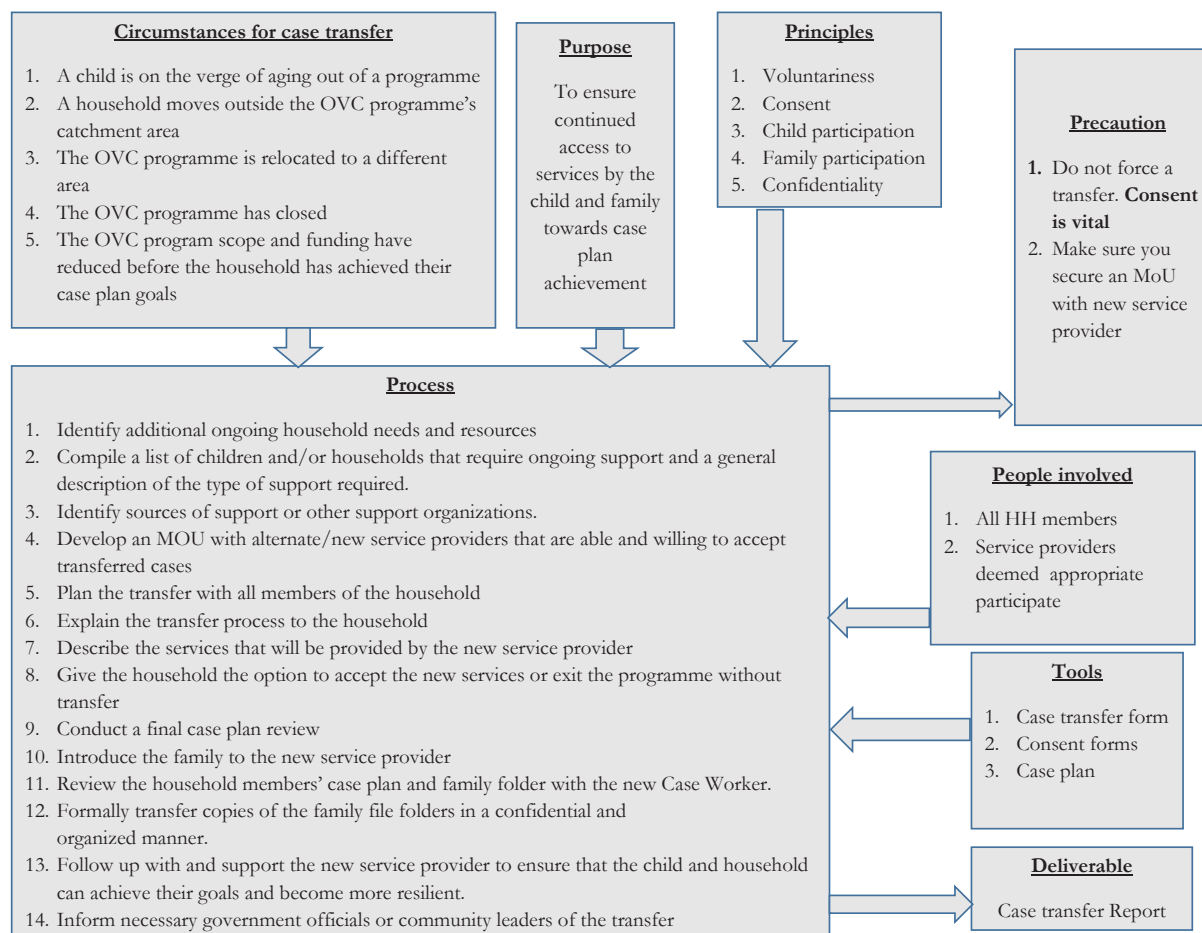 Circumstances for case transfer
1. A child is on the verge of aging out of a programme
2. A household moves outside the OVC programme's
catchment area
3. The OVC programme is relocated to a different
area
4. The OVC programme has closed
5. The OVC program scope and funding have
reduced before the household has achieved their
case plan goals
Purpose
To ensure
continued
access to
services by the
child and family
towards case
plan
achievement
Principles
1. Voluntariness
2. Consent
3. Child participation
4. Family participation
5. Confidentiality
Precaution
1. Do not force a
transfer. Consent
is vital
2. Make sure you
secure an MoU
with new service
provider
Process
1. Identify additional ongoing household needs and resources
2. Compile a list of children and/or households that require ongoing support and a general
description of the type of support required.
3. Identify sources of support or other support organizations.
4. Develop an MOU with alternate/new service providers that are able and willing to accept
transferred cases
5. Plan the transfer with all members of the household
6. Explain the transfer process to the household
7. Describe the services that will be provided by the new service provider
8. Give the household the option to accept the new services or exit the programme without
transfer
9. Conduct a final case plan review
10. Introduce the family to the new service provider
11. Review the household members' case plan and family folder with the new Case Worker.
12. Formally transfer copies of the family file folders in a confidential and
organized manner.
13. Follow up with and support the new service provider to ensure that the child and household
can achieve their goals and become more resilient.
14. Inform necessary government officials or community leaders of the transfer
People involved
1. All HH members
2. Service providers
deemed appropriate
participate
Tools
1. Case transfer form
2. Consent forms
3. Case plan
Deliverable
Case transfer Report